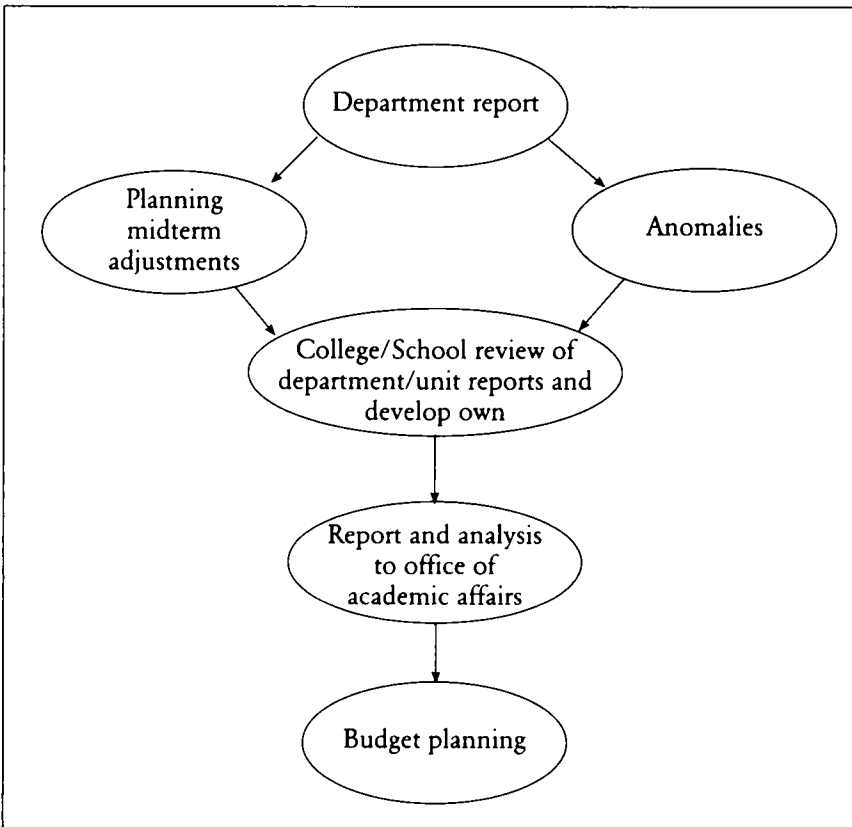 Department report
Planning
midterm
adjustments
Anomalies
College/School review of
department/unit reports and
develop own
Report and analysis
to office of
academic affairs
Budget planning